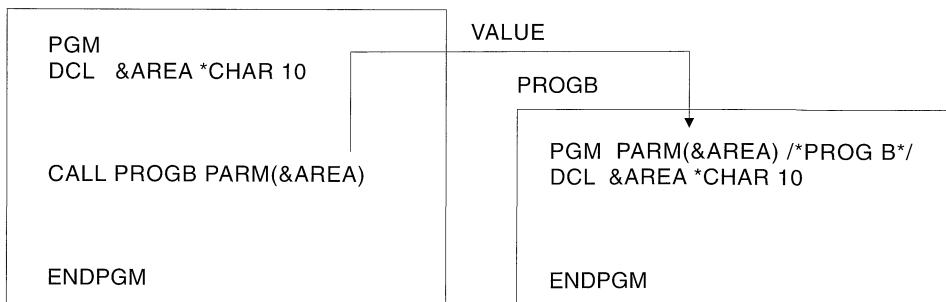 PGM
DCL &AREA *CHAR 10
CALL PROGB PARM(&AREA)
ENDPGM
VALUE
PROGB
PGM PARM(&AREA) /*PROG B*/
DCL &AREA *CHAR 10
ENDPGM